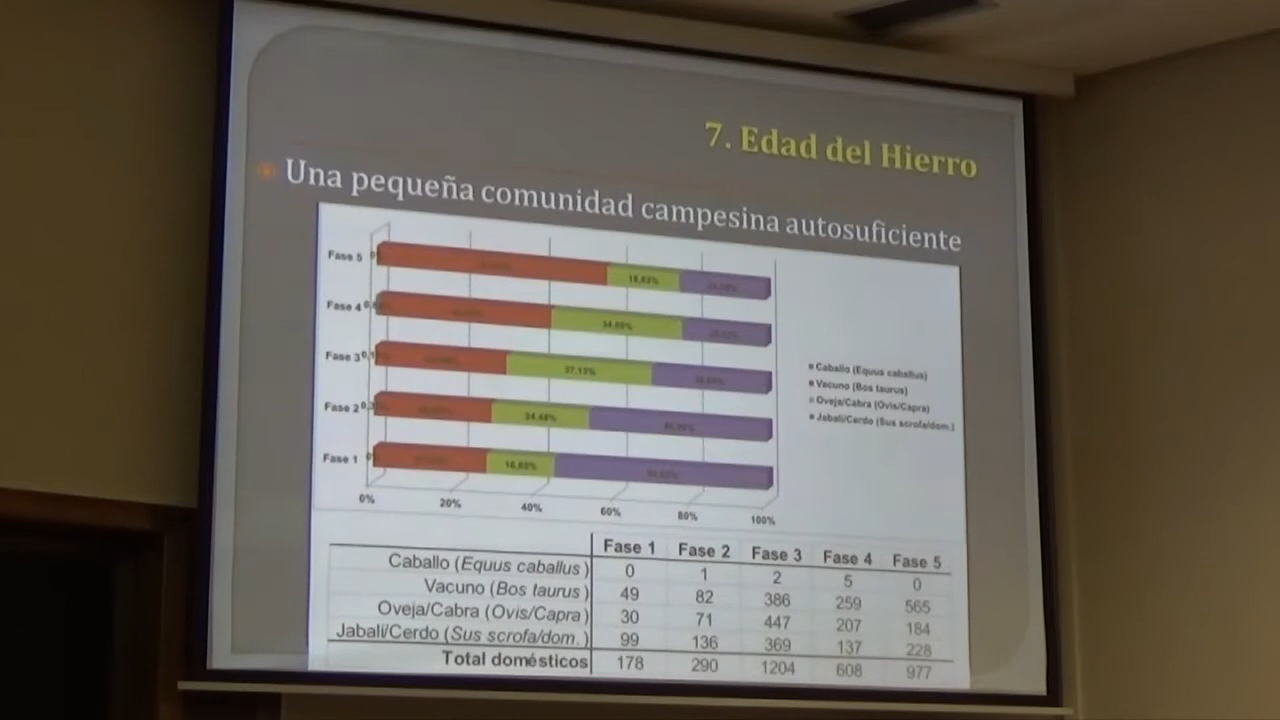 7. Edad del Hierro
Una pequeña comunidad campesina autosuficiente
Fase 5
18,83%
Fase 4
34,05%
Fase 3
37,13%
Fase 2
24,48%
Fase 1
16,85%
0% 20% 40% 60% 80% 100%
Caballo (Equus caballus)
Vacuno (Bos taurus)
Oveja/Cabra (Ovis/Capra)
Jabalí/Cerdo (Sus scrofa/dom.)
Fase 1 Fase 2 Fase 3 Fase 4 Fase 5
Caballo (Equus caballus) 0 1 2 5 0
Vacuno (Bos taurus) 49 82 386 259 565
Oveja/Cabra (Ovis/Capra) 30 71 447 207 184
Jabalí/Cerdo (Sus scrofa/dom.) 99 136 369 137 228
Total domésticos 178 290 1204 608 977